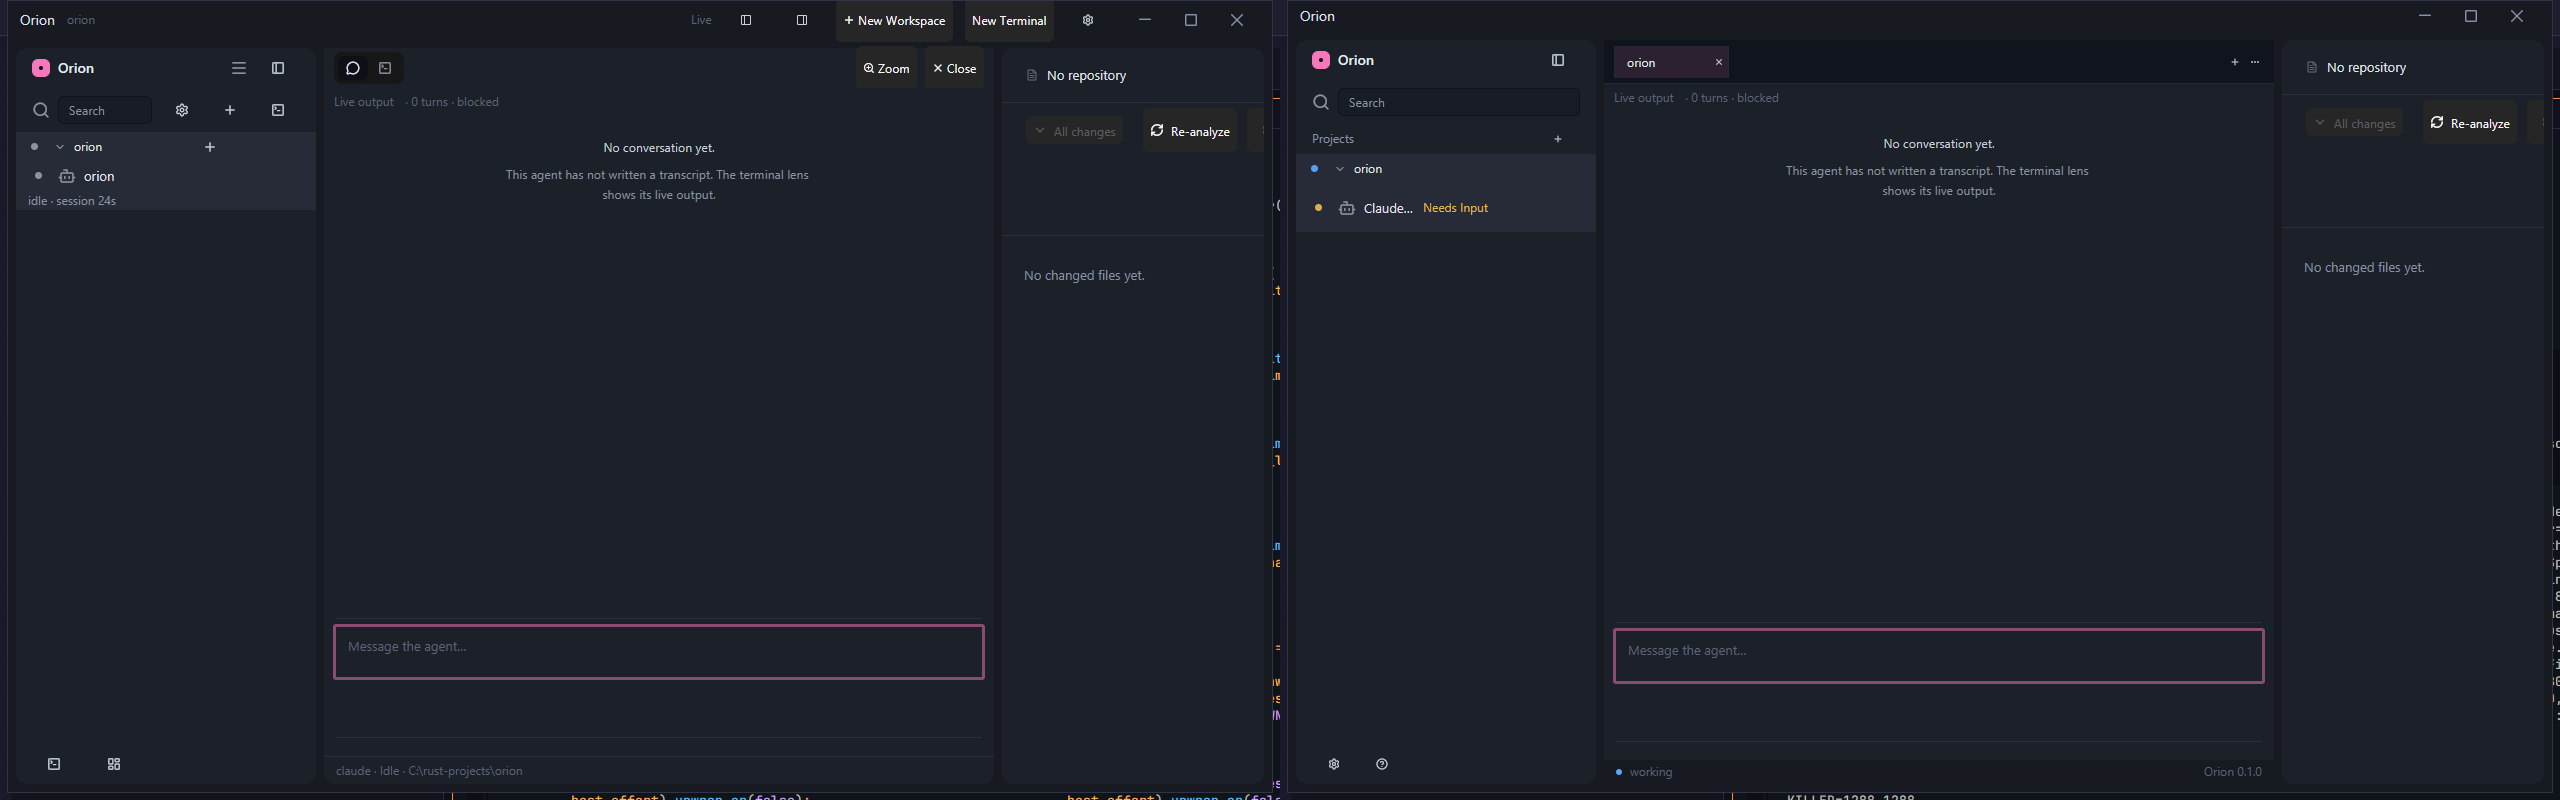 Orion orion Live + New Workspace New Terminal
Orion
Search
orion
orion
idle · session 24s
Zoom × Close
Live output · 0 turns · blocked
No conversation yet.
This agent has not written a transcript. The terminal lens
shows its live output.
Message the agent...
claude · Idle · C:\rust-projects\orion
No repository
All changes Re-analyze
No changed files yet.
Orion
Orion
Search
Projects
orion
Claude... Needs Input
orion ×
Live output · 0 turns · blocked
No conversation yet.
This agent has not written a transcript. The terminal lens
shows its live output.
Message the agent...
working Orion 0.1.0
No repository
All changes Re-analyze
No changed files yet.